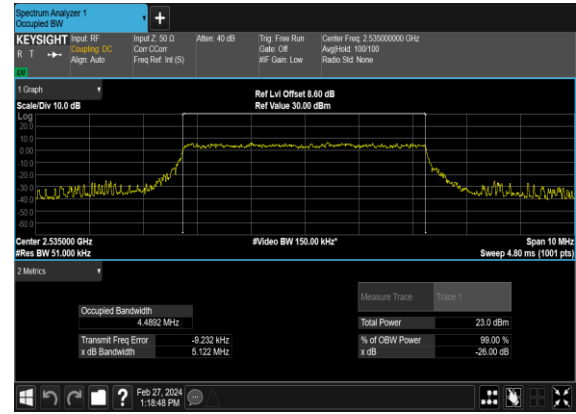 Spectrum Analyzer 1
Occupied BW
+
KEYSIGHT Input: RF Input Z: 50 Ω Atten: 40 dB Trig: Free Run Center Freq: 2.535000000 GHz
R T Coupling: DC Corr CCorr Gate: Off Avg|Hold: 100/100
Align: Auto Freq Ref: Int (S) #IF Gain: Low Radio Std: None
LW
1 Graph
Scale/Div 10.0 dB Ref Lvl Offset 8.60 dB
Ref Value 30.00 dBm
Log
20.0
10.0
0.00
-10.0
-20.0
-30.0
-40.0
-50.0
-60.0
Center 2.535000 GHz #Video BW 150.00 kHz* Span 10 MHz
#Res BW 51.000 kHz Sweep 4.80 ms (1001 pts)
2 Metrics
Measure Trace Trace 1
Occupied Bandwidth
4.4892 MHz
Total Power 23.0 dBm
Transmit Freq Error -9.232 kHz % of OBW Power 99.00 %
x dB Bandwidth 5.122 MHz x dB -26.00 dB
? Feb 27, 2024
1:18:48 PM